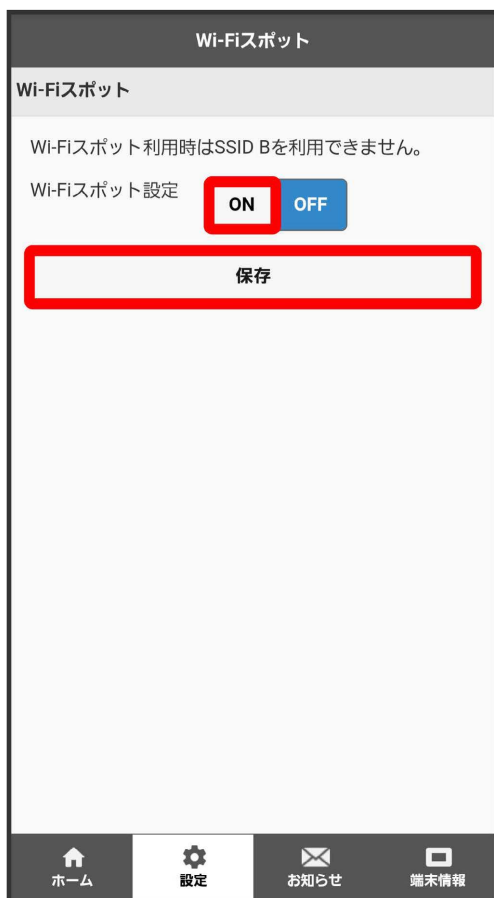 Wi-Fiスポット
Wi-Fiスポット
Wi-Fiスポット利用時はSSID Bを利用できません。
Wi-Fiスポット設定 ON OFF
保存
ホーム 設定 お知らせ 端末情報